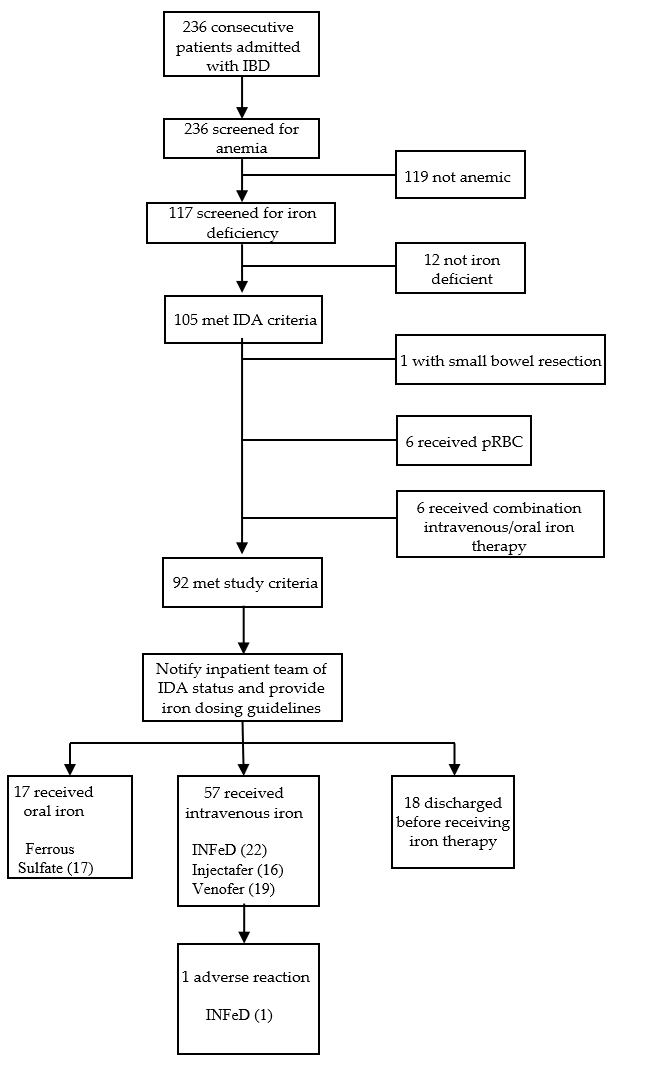 236 consecutive
patients admitted
with IBD
236 screened for
anemia
119 not anemic
117 screened for iron
deficiency
12 not iron
deficient
105 met IDA criteria
1 with small bowel resection
6 received pRBC
6 received combination
intravenous/oral iron
therapy
92 met study criteria
Notify inpatient team of
IDA status and provide
iron dosing guidelines
17 received
oral iron
Ferrous
Sulfate (17)
57 received
intravenous iron
INFeD (22)
Injectafer (16)
Venofer (19)
18 discharged
before receiving
iron therapy
1 adverse reaction
INFeD (1)